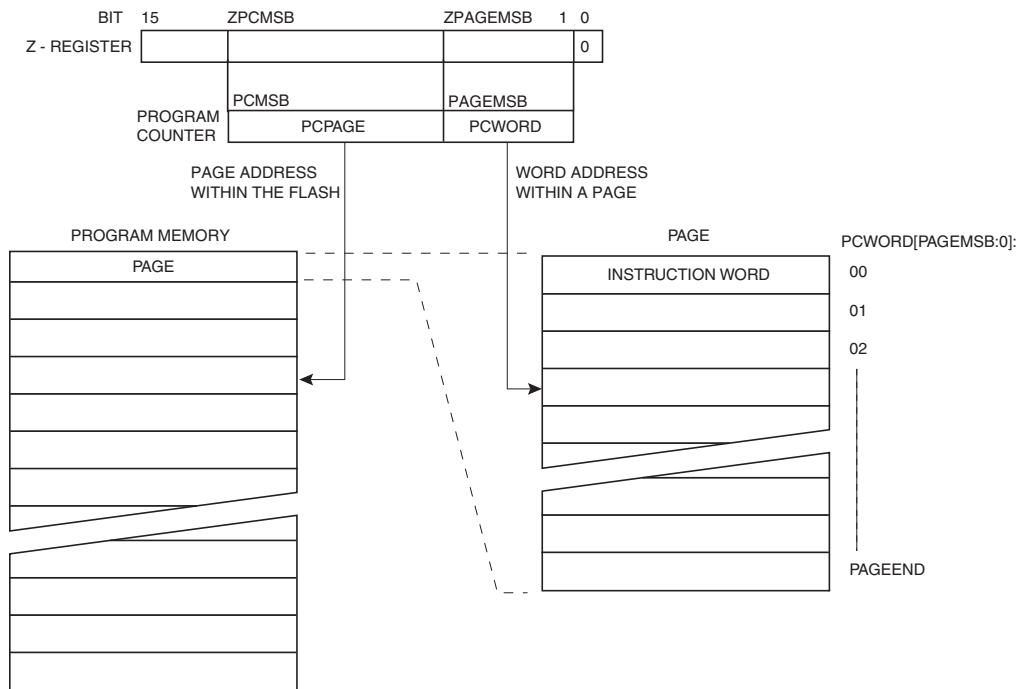 BIT 15 ZPCMSB ZPAGEMSB 1 0
Z - REGISTER 0
PCMSB PAGEMSB
PROGRAM
COUNTER
PCPAGE PCWORD
PAGE ADDRESS
WITHIN THE FLASH
WORD ADDRESS
WITHIN A PAGE
PROGRAM MEMORY
PAGE
PAGE
PCWORD[PAGEMSB:0]:
INSTRUCTION WORD 00
01
02
PAGEEND